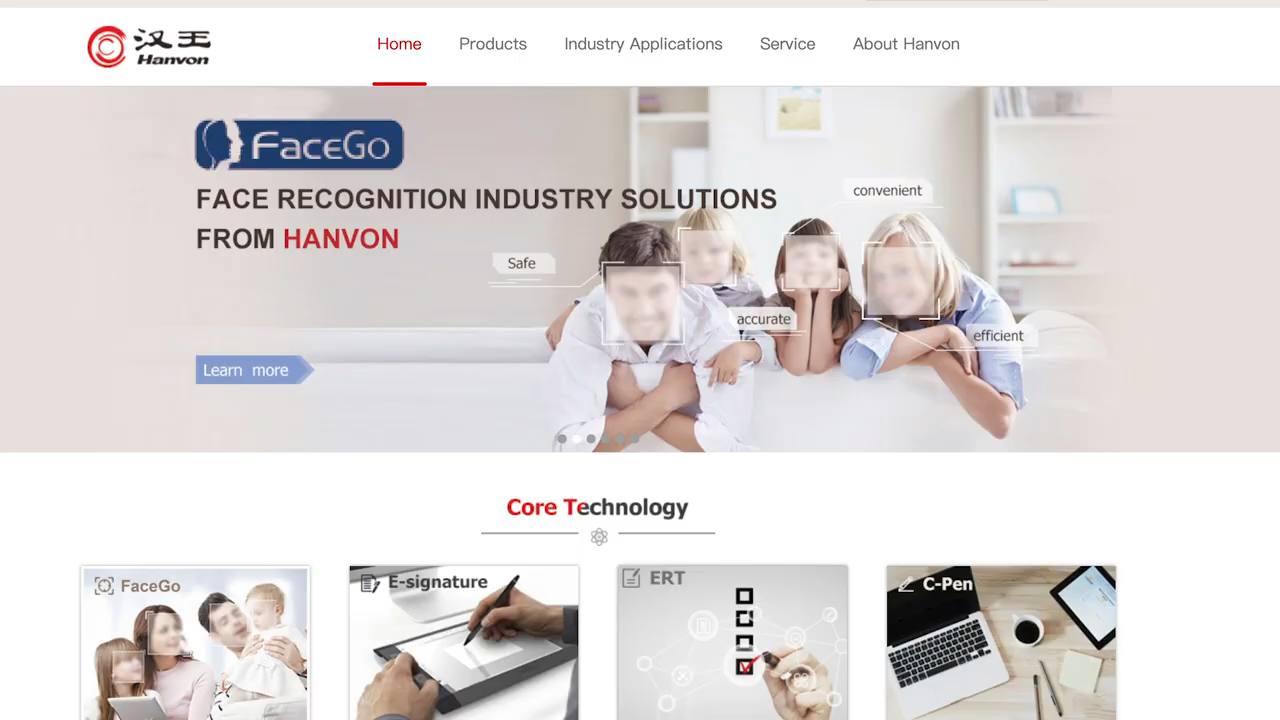 汉王
Hanvon
Home
Products
Industry Applications
Service
About Hanvon
FaceGo
FACE RECOGNITION INDUSTRY SOLUTIONS
FROM HANVON
convenient
Safe
accurate
efficient
Learn more
Core Technology
FaceGo
E-signature
ERT
C-Pen